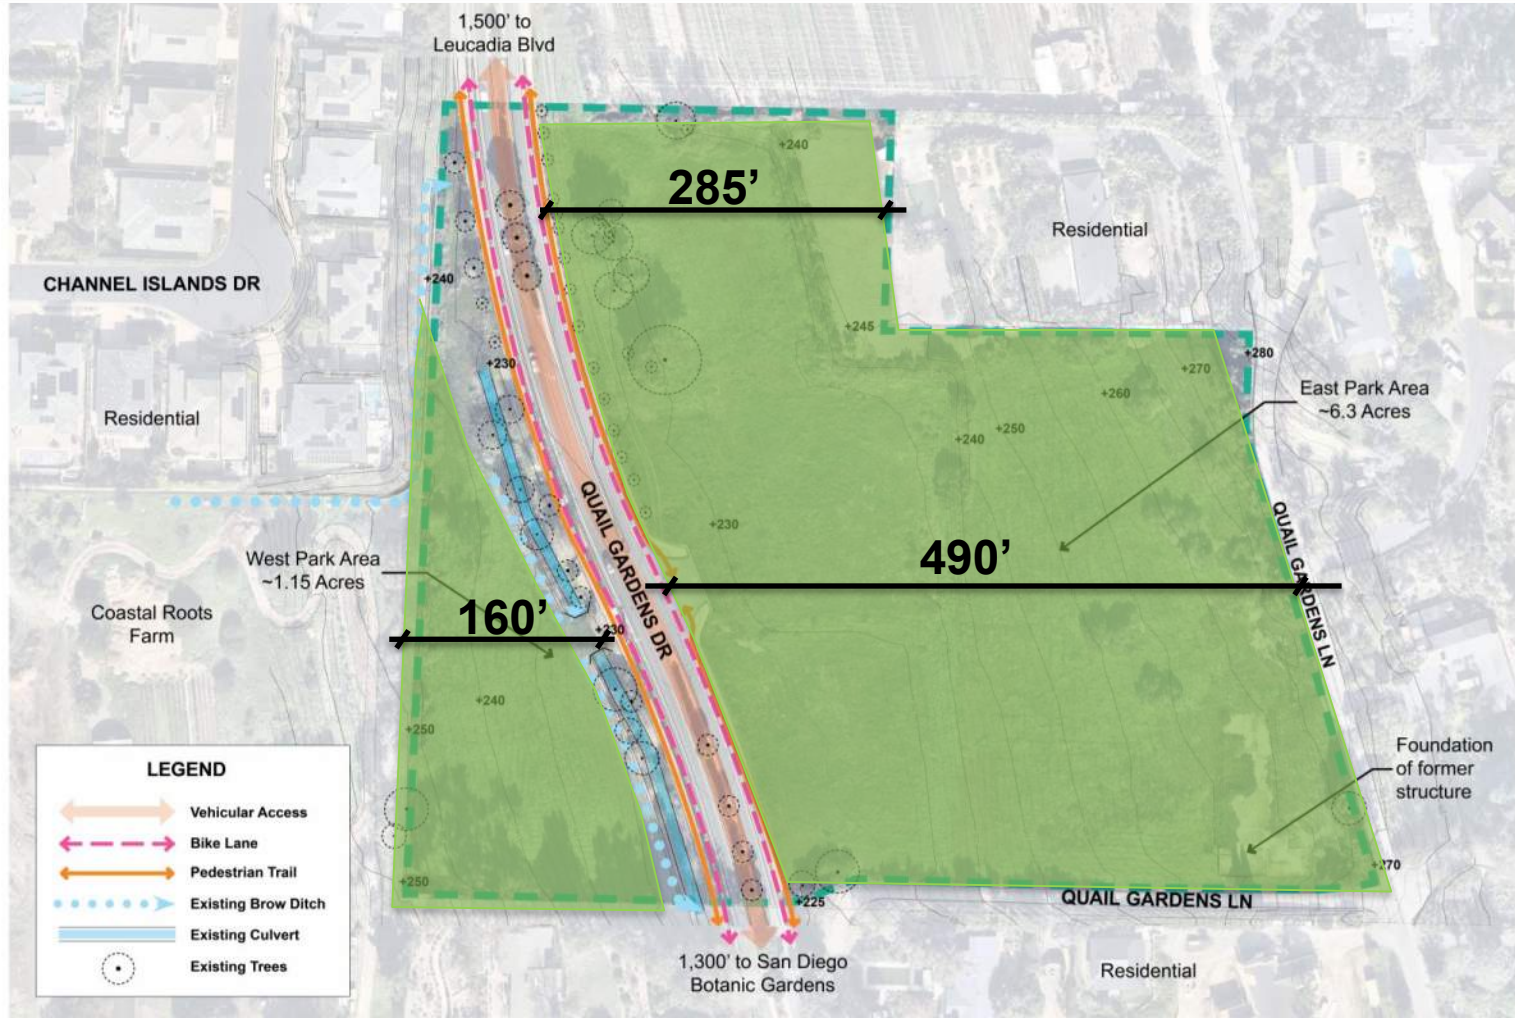 1,500’ to
Leucadia Blvd
+240
285’
Residential
CHANNEL ISLANDS DR
+240
+245
+280
+230
+270
East Park Area
~6.3 Acres
+260
Residential
+250
+240
QUAIL GARDENS DR
+230
QUAIL GARDENS LN
West Park Area
~1.15 Acres
490’
Coastal Roots
Farm
160’
+230
+240
+250
Foundation
of former
structure
LEGEND
Vehicular Access
Bike Lane
Pedestrian Trail
Existing Brow Ditch
Existing Culvert
Existing Trees
+250
+270
+225
QUAIL GARDENS LN
1,300’ to San Diego
Botanic Gardens
Residential